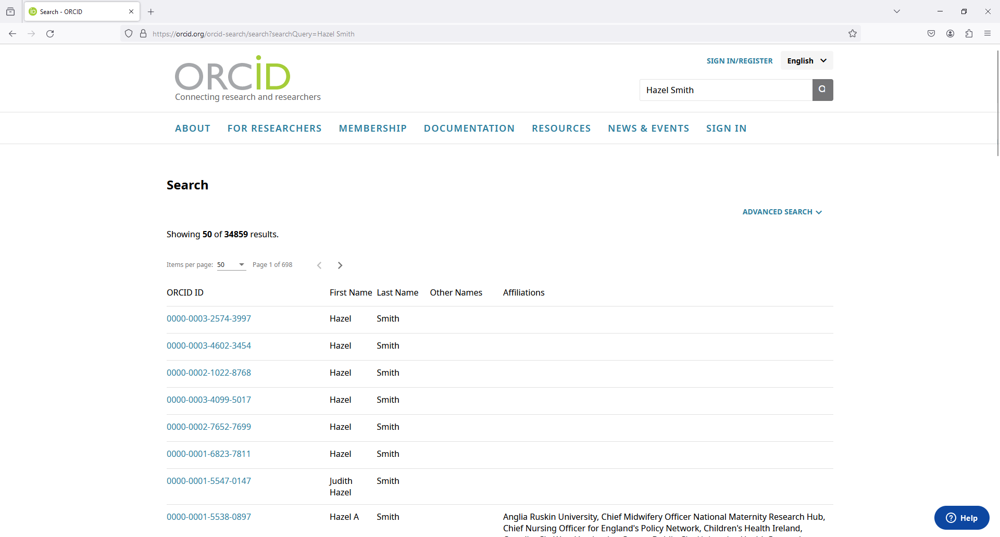 Search - ORCID
https://orcid.org/orcid-search/search?searchQuery=Hazel Smith
ORCiD
Connecting research and researchers
SIGN IN/REGISTER
English
Hazel Smith
ABOUT FOR RESEARCHERS MEMBERSHIP DOCUMENTATION RESOURCES NEWS & EVENTS SIGN IN
Search
ADVANCED SEARCH
Showing 50 of 34859 results.
Items per page: 50 Page 1 of 698
ORCID ID First Name Last Name Other Names Affiliations
0000-0003-2574-3997 Hazel Smith
0000-0003-4602-3454 Hazel Smith
0000-0002-1022-8768 Hazel Smith
0000-0003-4099-5017 Hazel Smith
0000-0002-7652-7699 Hazel Smith
0000-0001-6823-7811 Hazel Smith
0000-0001-5547-0147 Judith Smith
Hazel
0000-0001-5538-0897 Hazel A Smith Anglia Ruskin University, Chief Midwifery Officer National Maternity Research Hub,
Chief Nursing Officer for England's Policy Network, Children's Health Ireland,
Help